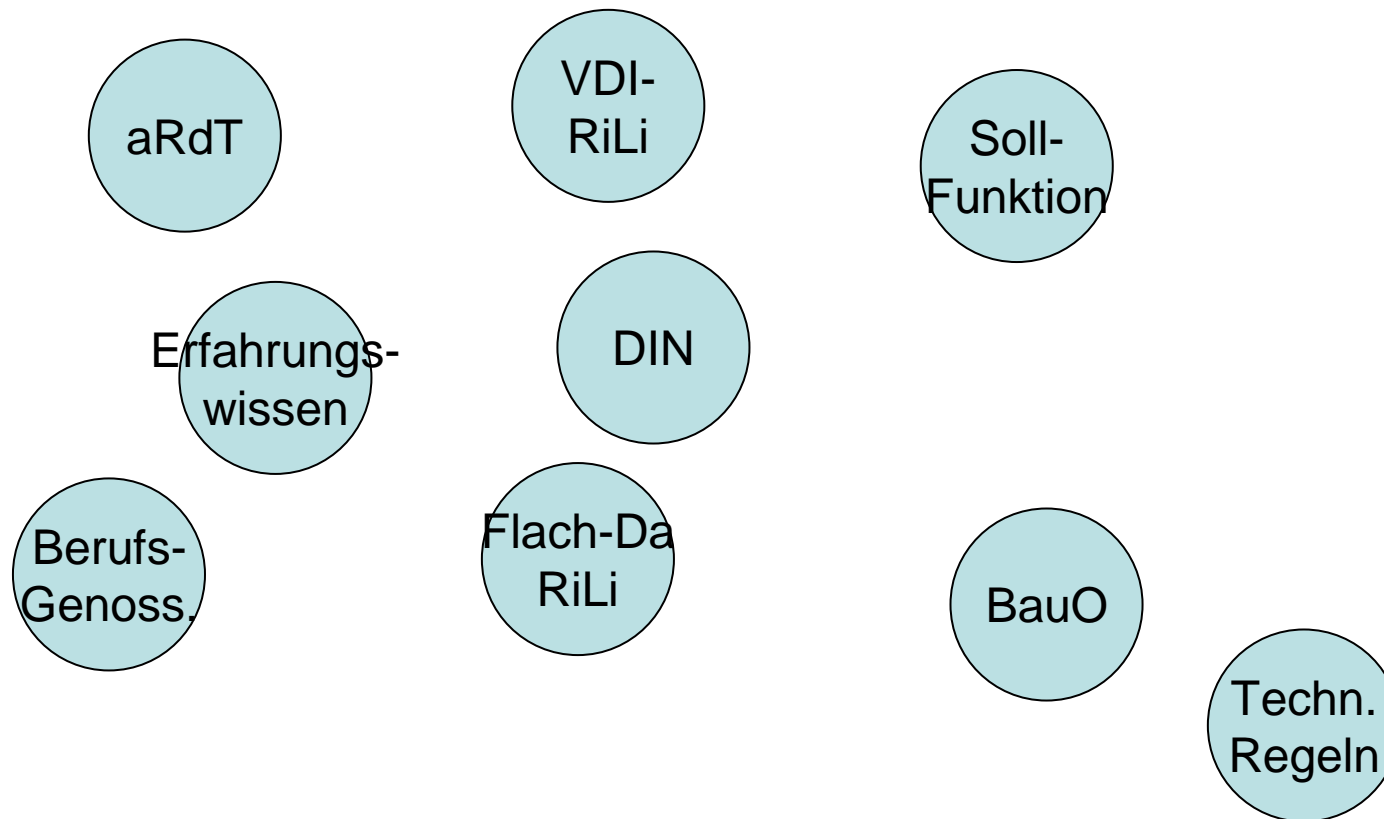 aRdT
VDI-
RiLi
Soll-
Funktion
Erfahrungs-
wissen
DIN
Berufs-
Genoss.
Flach-Da
RiLi
BauO
Techn.
Regeln